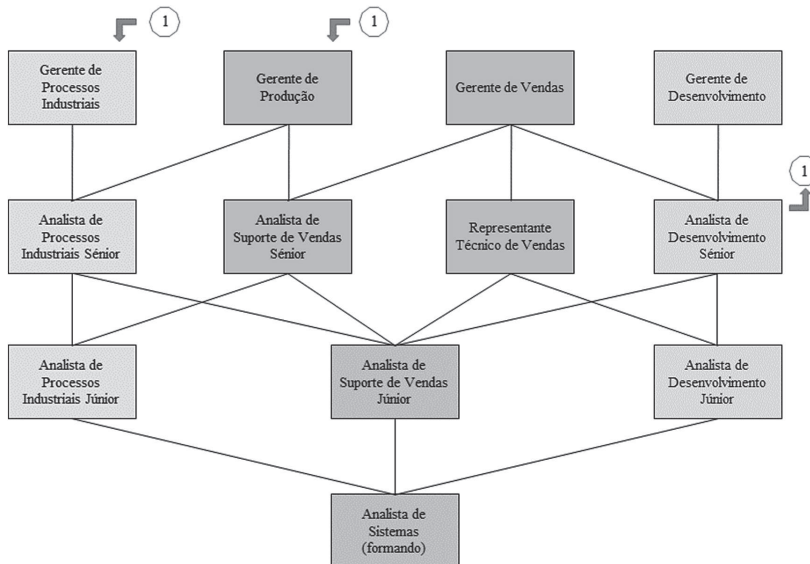 1
1
Gerente de
Processos
Industriais
Gerente de
Produção
Gerente de Vendas
Gerente de
Desenvolvimento
1
Analista de
Processos
Industriais Sénior
Analista de
Suporte de Vendas
Sénior
Representante
Técnico de Vendas
Analista de
Desenvolvimento
Sénior
Analista de
Processos
Industriais Júnior
Analista de
Suporte de Vendas
Júnior
Analista de
Desenvolvimento
Júnior
Analista de
Sistemas
(formando)